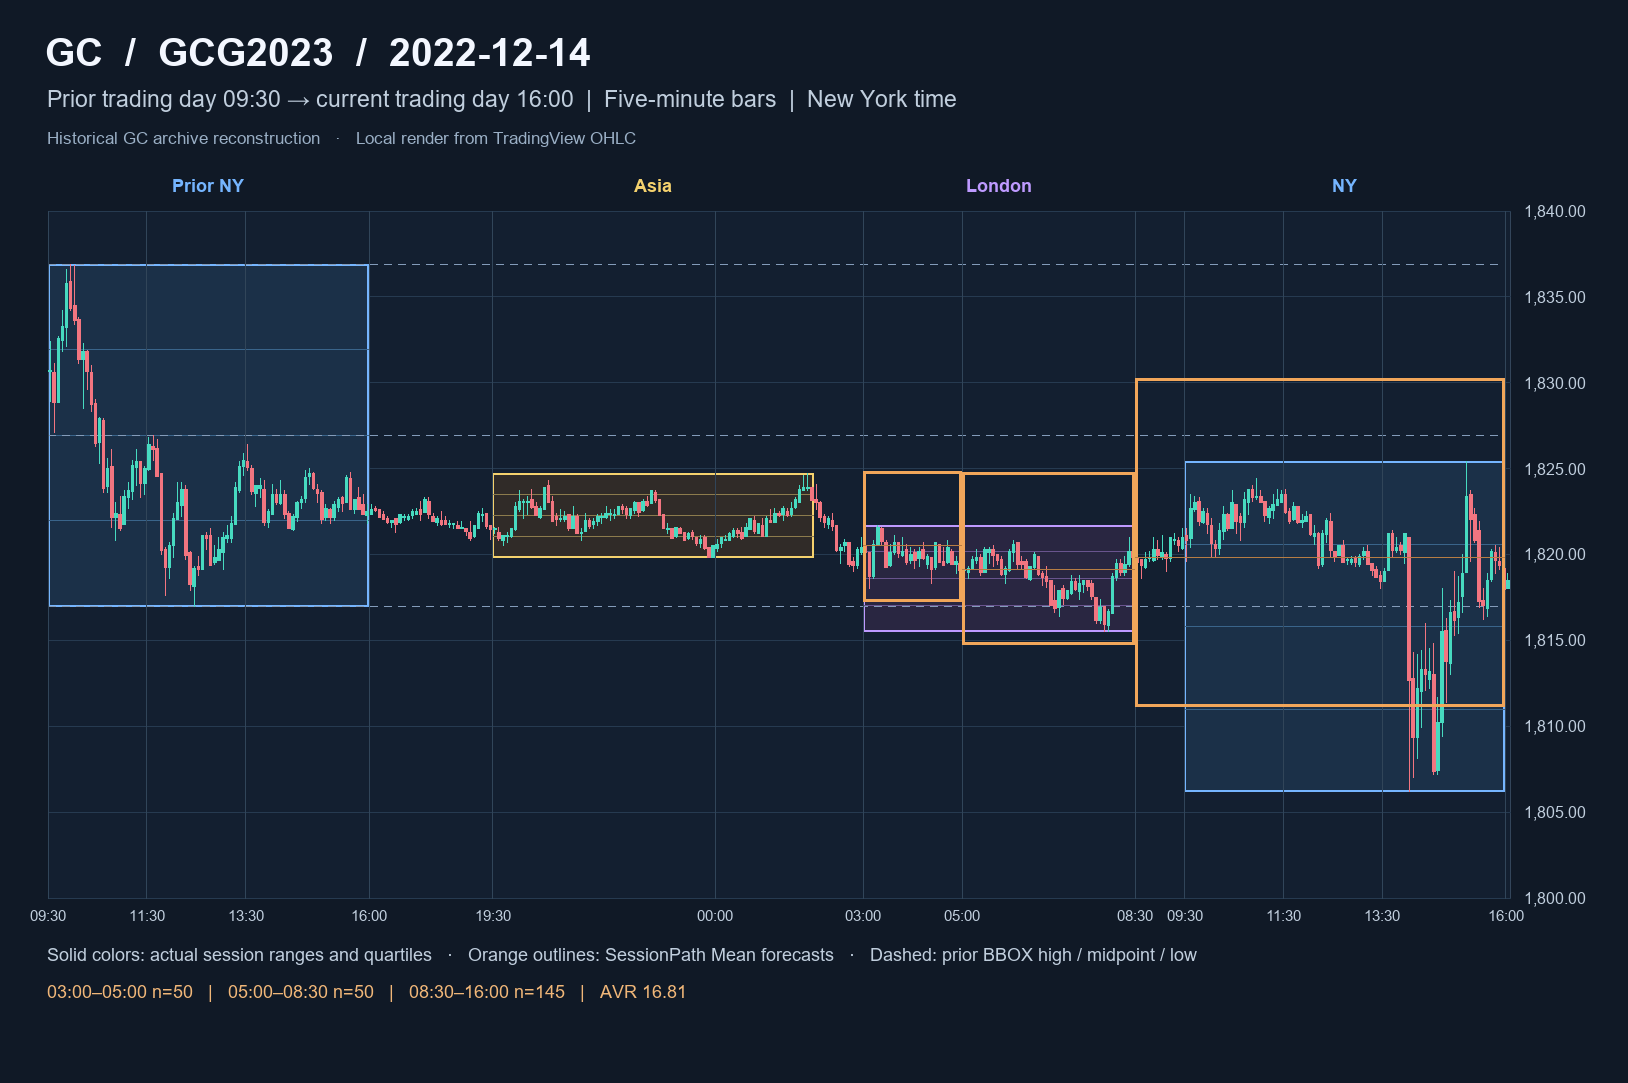 GC / GCG2023 / 2022-12-14
Prior trading day 09:30 → current trading day 16:00 | Five-minute bars | New York time
Historical GC archive reconstruction · Local render from TradingView OHLC
Prior NY Asia London NY
1,840.00
1,835.00
1,830.00
1,825.00
1,820.00
1,815.00
1,810.00
1,805.00
1,800.00
09:30 11:30 13:30 16:00 19:30 00:00 03:00 05:00 08:30 09:30 11:30 13:30 16:00
Solid colors: actual session ranges and quartiles · Orange outlines: SessionPath Mean forecasts · Dashed: prior BBOX high / midpoint / low
03:00–05:00 n=50 | 05:00–08:30 n=50 | 08:30–16:00 n=145 | AVR 16.81